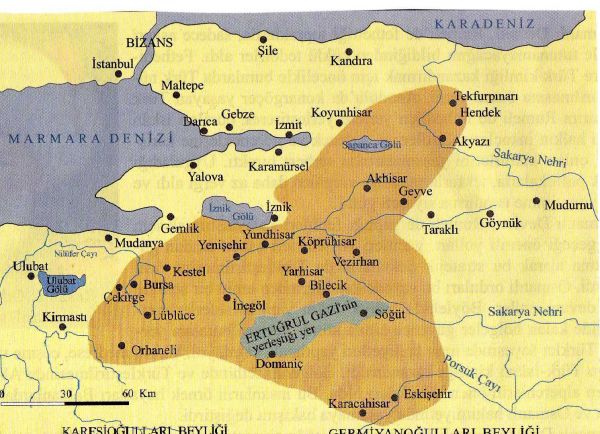 KARADENİZ
BİZANS
Şile
Kandıra
İstanbul
Maltepe
Tekfurpınarı
Hendek
Koyunhisar
Gebze
Darıca
İzmit
MARMARA DENİZİ
Sapanca Gölü
Akyazı
Sakarya Nehri
Karamürsel
Yalova
Akhisar
Geyve
Mudurnu
İznik Gölü
İznik
Gemlik
Taraklı
Göynük
Mudanya
Yundhisar
Yenişehir
Köprühisar
Vezirhan
Nilüfer Çayı
Ulubat
Ulubat Gölü
Kestel
Bursa
Çekirge
Yarhisar
Bilecik
İnegöl
Kirmastı
Lüblüce
ERTUĞRUL GAZİ'nin
yerleştiği yer
Söğüt
Sakarya Nehri
Orhaneli
Domaniç
Porsuk Çayı
Eskişehir
Karacahisar
0 30 60 Km
KARESİOĞULLARI BEYLİĞİ
GERMİYANOĞULLARI BEYLİĞİ